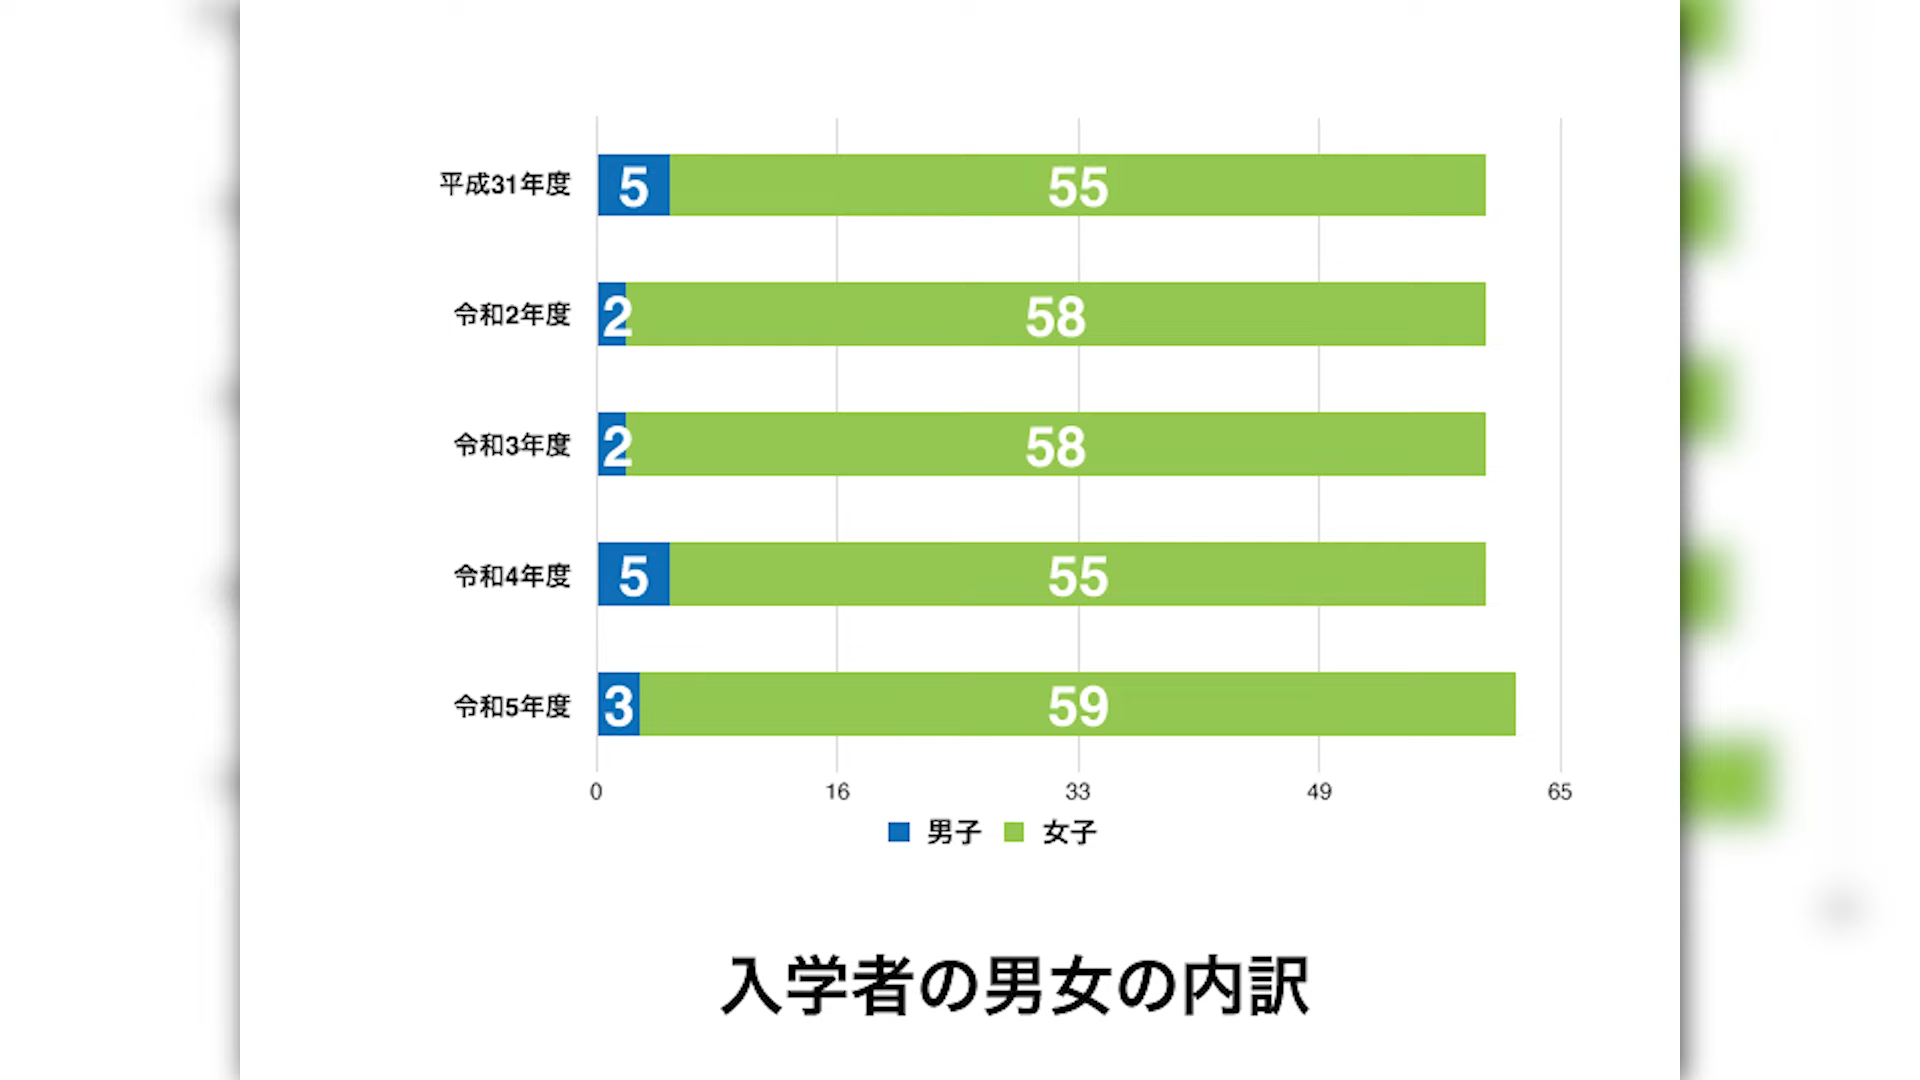 平成31年度 5 55
令和2年度 2 58
令和3年度 2 58
令和4年度 5 55
令和5年度 3 59
0 16 33 49 65
男子 女子
入学者の男女の内訳